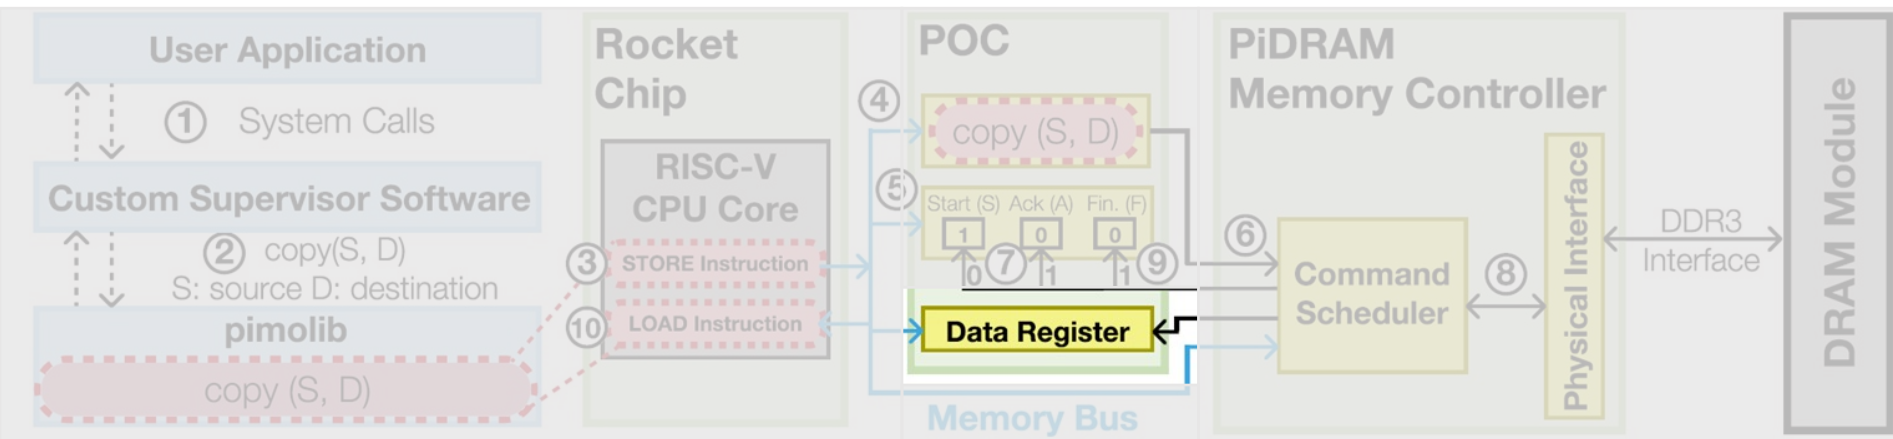 User Application
1 System Calls
Custom Supervisor Software
2 copy(S, D)
S: source D: destination
pimolib
copy (S, D)
Rocket
Chip
RISC-V
CPU Core
3 STORE Instruction
10 LOAD Instruction
POC
4
copy (S, D)
5
Start (S) Ack (A) Fin. (F)
1 0 0
0 7 1 1 9
Data Register
Memory Bus
PiDRAM
Memory Controller
6
Command
Scheduler
8
Physical Interface
DDR3
Interface
DRAM Module